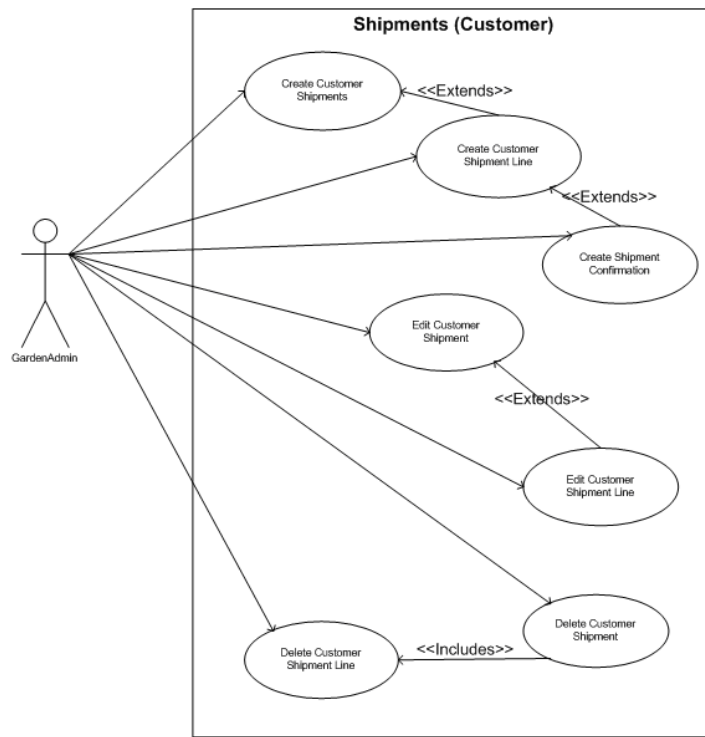 Shipments (Customer)
Create Customer
Shipments
<<Extends>>
Create Customer
Shipment Line
<<Extends>>
Create Shipment
Confirmation
GardenAdmin
Edit Customer
Shipment
<<Extends>>
Edit Customer
Shipment Line
Delete Customer
Shipment
<<Includes>>
Delete Customer
Shipment Line